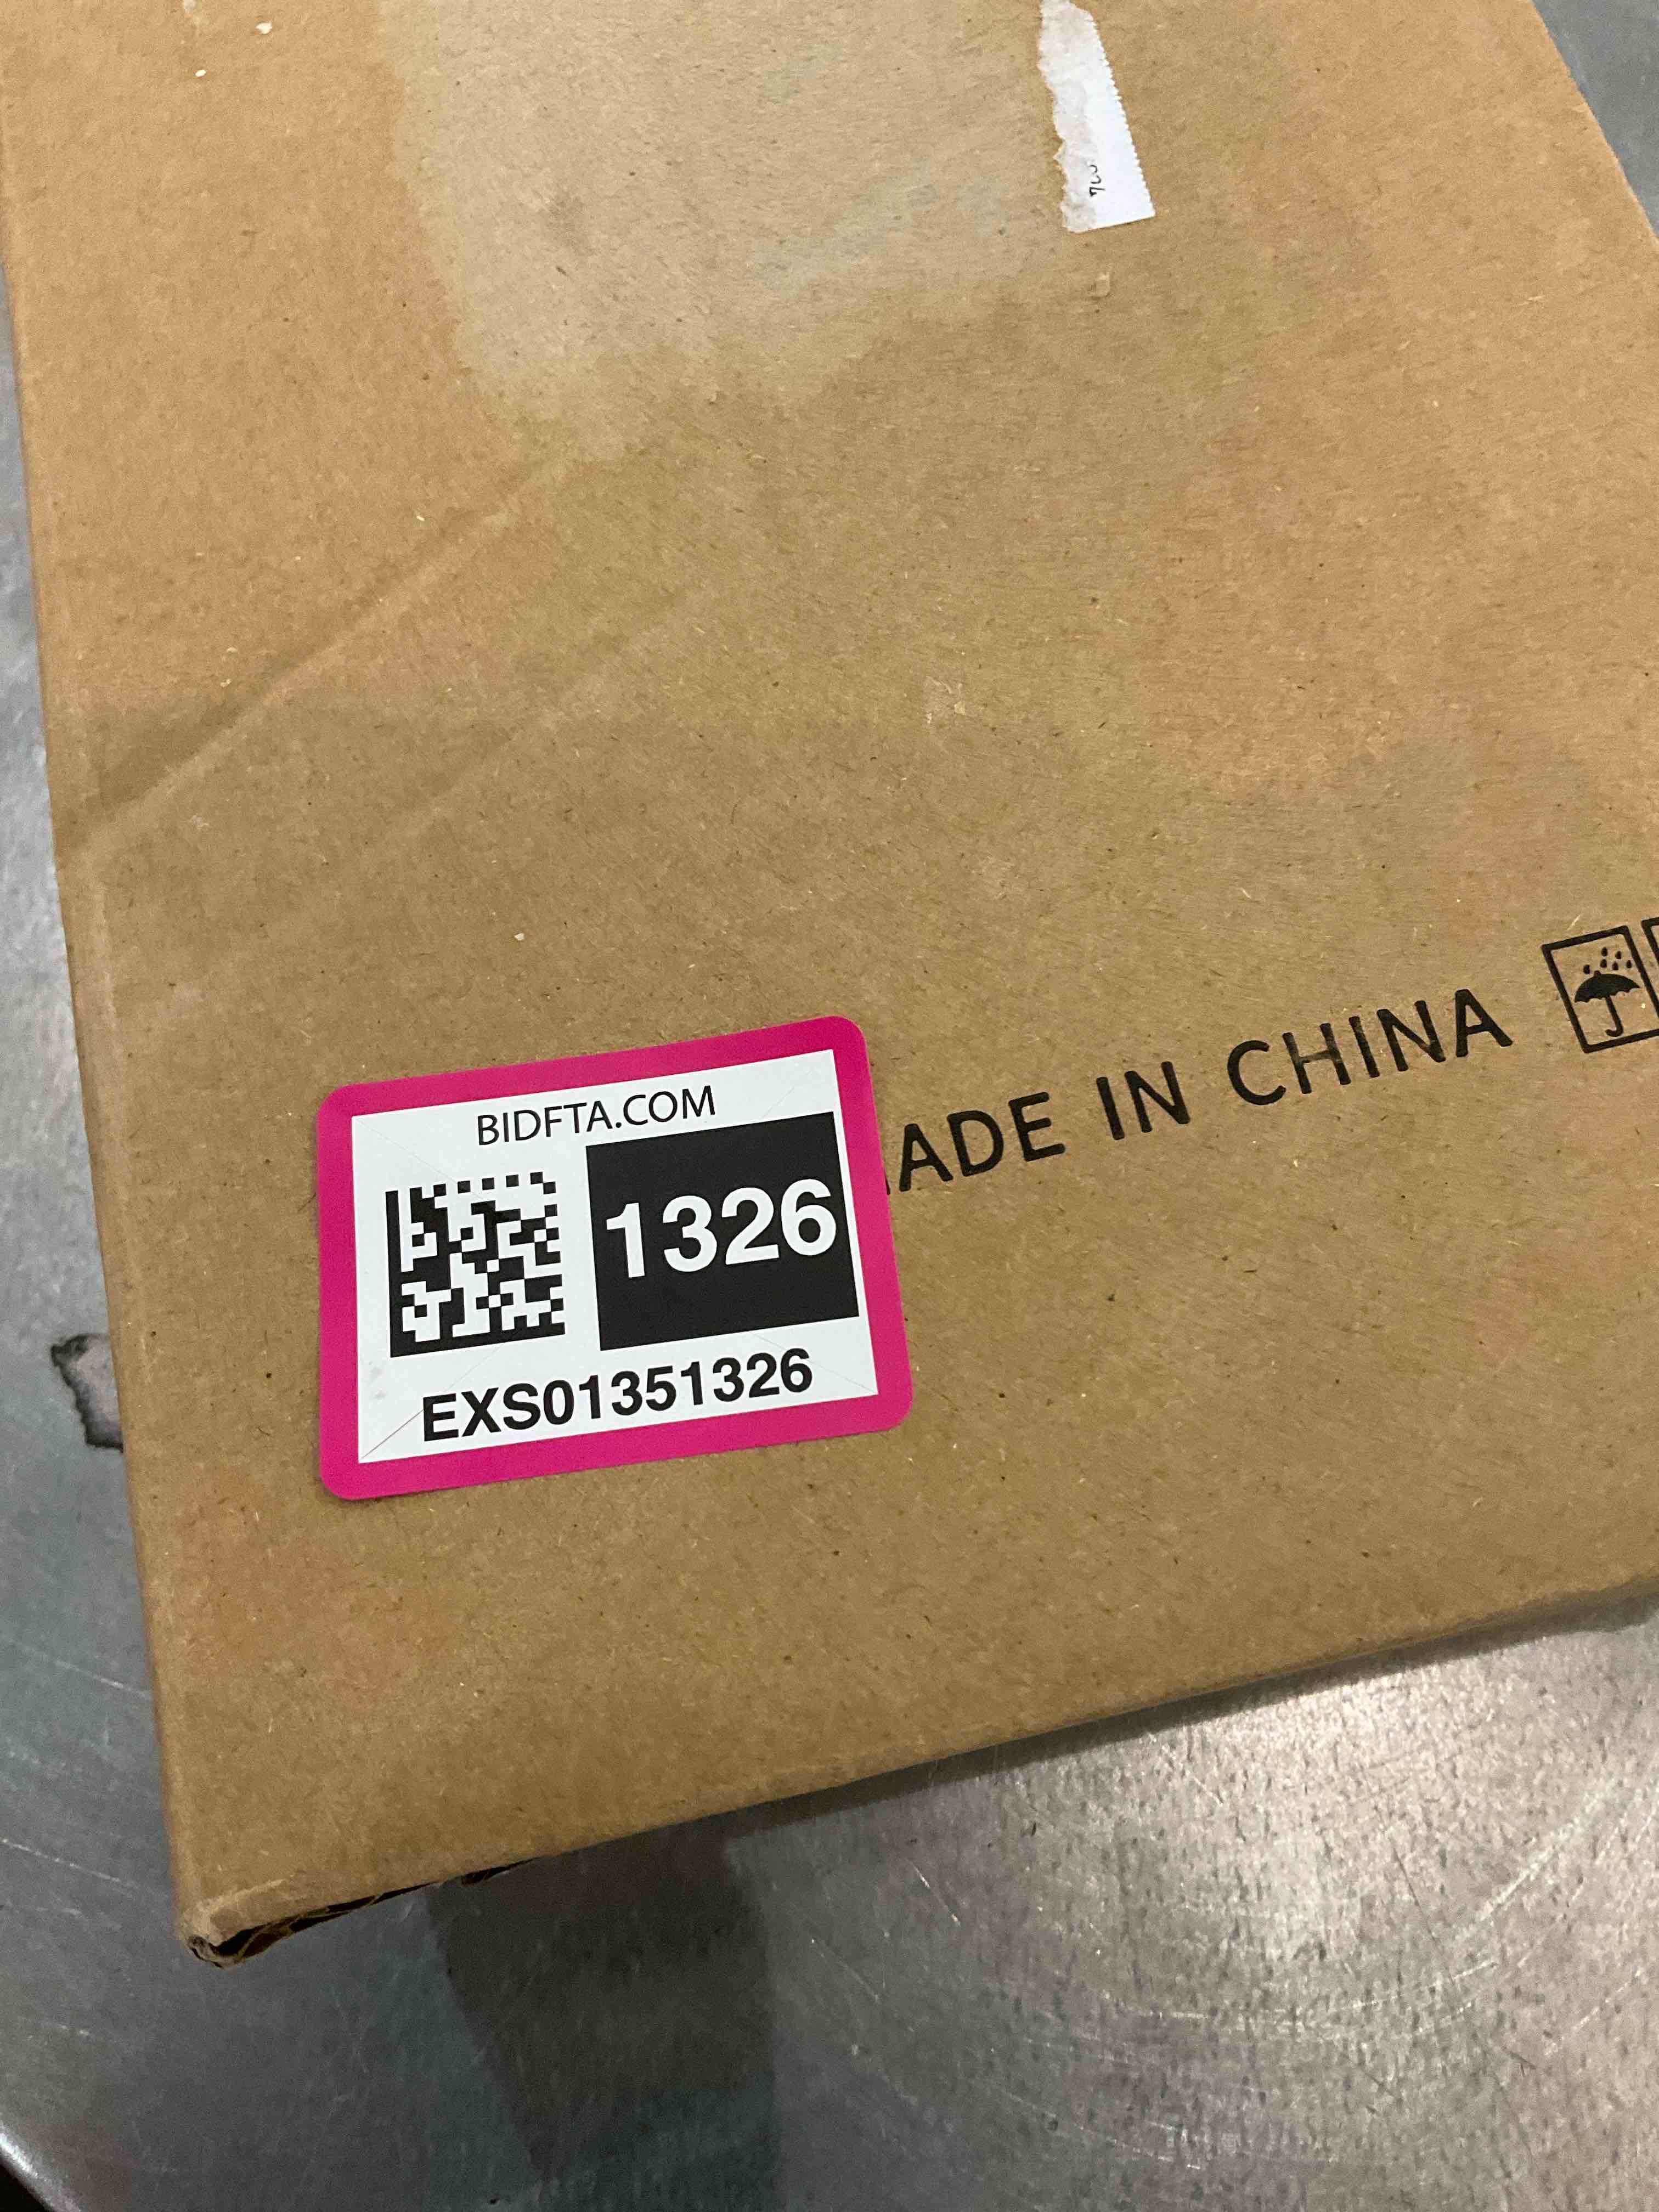 BIDFTA.COM
1326
EXS01351326
ADE IN CHINA